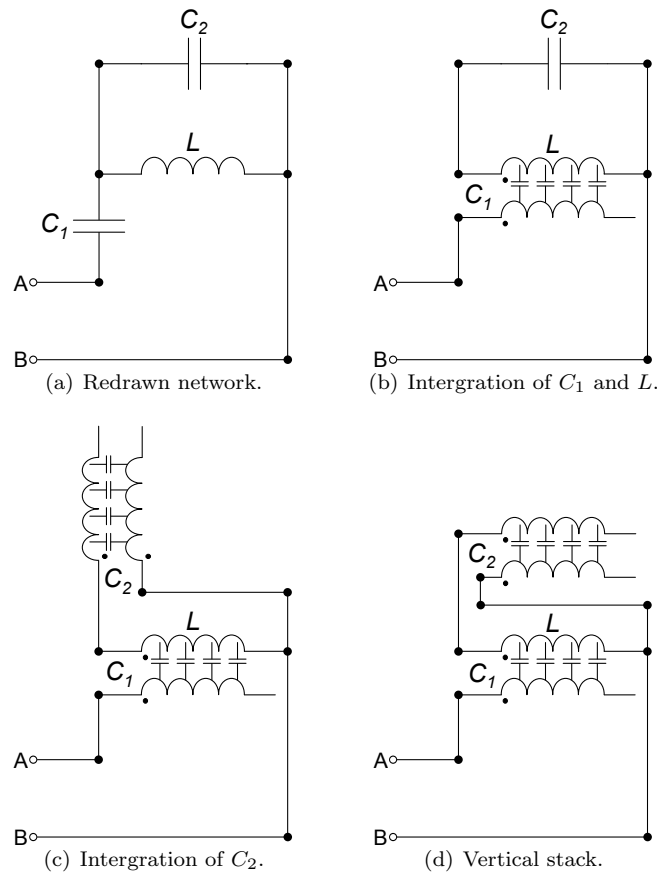 C2
L
C1
A
B
(a) Redrawn network.
C2
L
C1
A
B
(b) Intergration of C1 and L.
C2
L
C1
A
B
(c) Intergration of C2.
C2
L
C1
A
B
(d) Vertical stack.